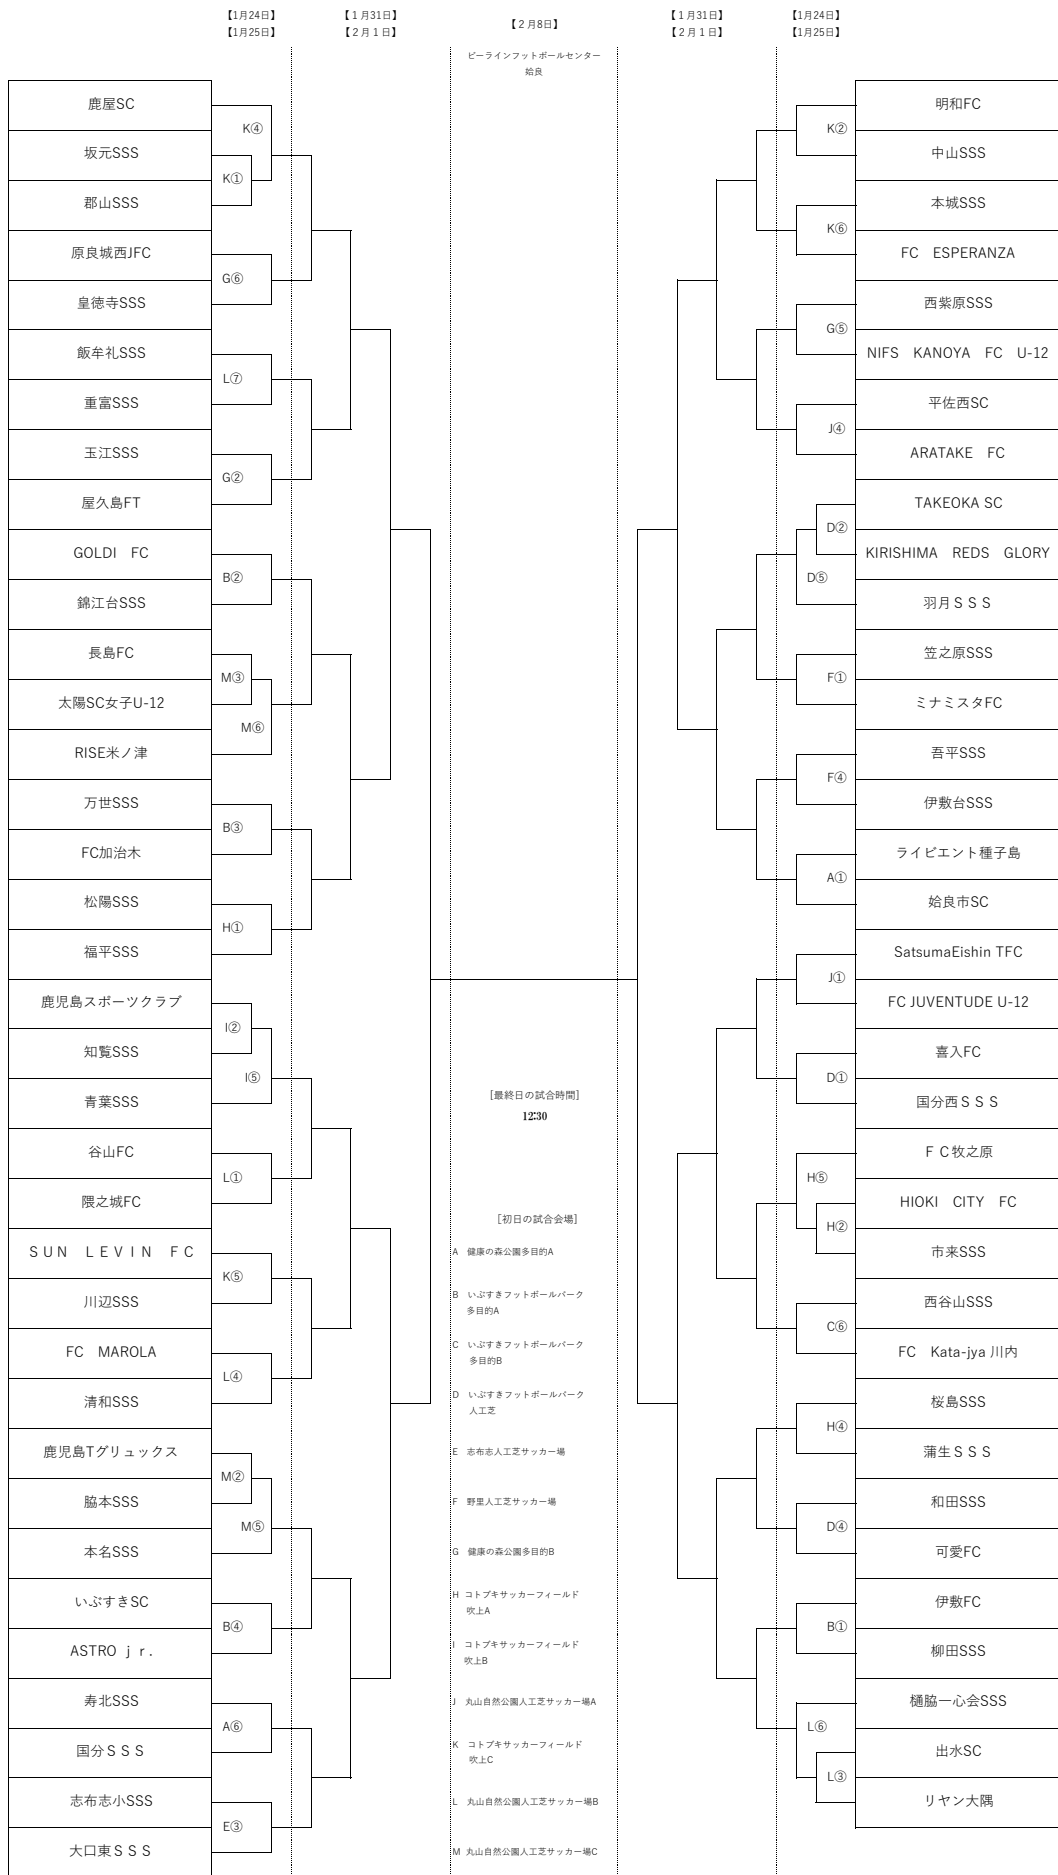 【1月24日】
【1月25日】
【１月31日】
【２月１日】
【２月8日】
【１月31日】
【２月１日】
【1月24日】
【1月25日】
ビーラインフットボールセンター
姶良
鹿屋SC
坂元SSS
郡山SSS
原良城西JFC
皇徳寺SSS
飯牟礼SSS
重富SSS
玉江SSS
屋久島FT
GOLDI　FC
錦江台SSS
長島FC
太陽SC女子U-12
RISE米ノ津
万世SSS
FC加治木
松陽SSS
福平SSS
鹿児島スポーツクラブ
知覧SSS
青葉SSS
谷山FC
隈之城FC
ＳＵＮ　ＬＥＶＩＮ　ＦＣ
川辺SSS
FC　MAROLA
清和SSS
鹿児島Tグリュックス
脇本SSS
本名SSS
いぶすきSC
ASTRO ｊｒ.
寿北SSS
国分ＳＳＳ
志布志小SSS
大口東ＳＳＳ
K④
K①
G⑥
L⑦
G②
B②
M③
M⑥
B③
H①
I②
I⑤
L①
K⑤
L④
M②
M⑤
B④
A⑥
E③
[最終日の試合時間]
12:30
[初日の試合会場]
A　健康の森公園多目的A
B　いぶすきフットボールパーク
多目的A
C　いぶすきフットボールパーク
多目的B
D　いぶすきフットボールパーク
人工芝
E　志布志人工芝サッカー場
F　野里人工芝サッカー場
G　健康の森公園多目的B
H　コトブキサッカーフィールド
吹上A
I　コトブキサッカーフィールド
吹上B
J　丸山自然公園人工芝サッカー場A
K　コトブキサッカーフィールド
吹上C
L　丸山自然公園人工芝サッカー場B
M　丸山自然公園人工芝サッカー場C
K②
K⑥
G⑤
J④
D②
D⑤
F①
F④
A①
J①
D①
H⑤
H②
C⑥
H④
D④
B①
L⑥
L③
明和FC
中山SSS
本城SSS
FC　ESPERANZA
西紫原SSS
NIFS　KANOYA　FC　U-12
平佐西SC
ARATAKE　FC
TAKEOKA SC
KIRISHIMA　REDS　GLORY
羽月ＳＳＳ
笠之原SSS
ミナミスタFC
吾平SSS
伊敷台SSS
ライビエント種子島
姶良市SC
SatsumaEishin TFC
FC JUVENTUDE U-12
喜入FC
国分西ＳＳＳ
ＦＣ牧之原
HIOKI　CITY　FC
市来SSS
西谷山SSS
FC　Kata-jya 川内
桜島SSS
蒲生ＳＳＳ
和田SSS
可愛FC
伊敷FC
柳田SSS
樋脇一心会SSS
出水SC
リヤン大隅